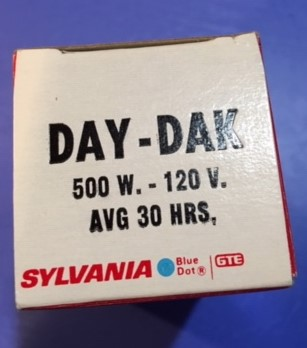 DAY-DAK
500 W. - 120 V.
AVG 30 HRS,
SYLVANIA Blue Dot® GTE